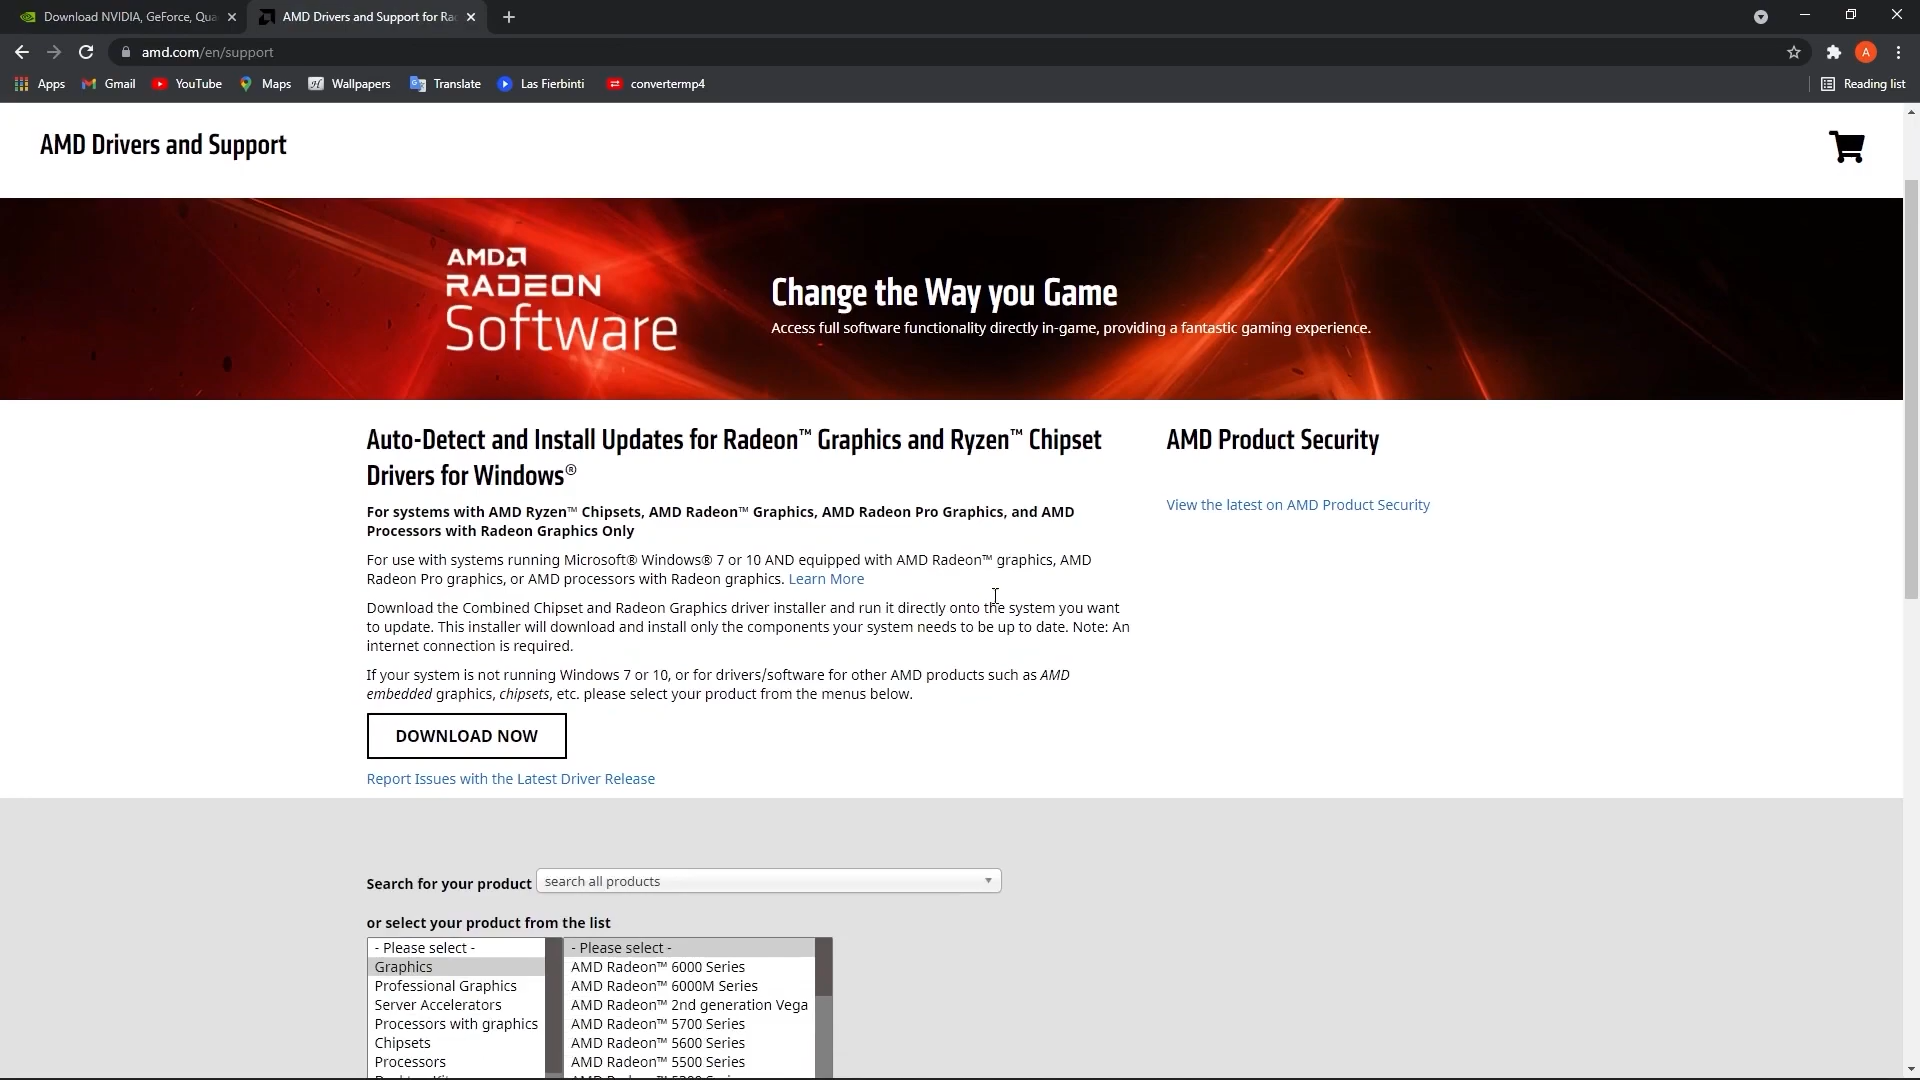 Download NVIDIA, GeForce, Qua
AMD Drivers and Support for Rad
amd.com/en/support
A
Apps
Gmail
YouTube
Maps
Wallpapers
Translate
Las Fierbinti
convertermp4
Reading list
AMD Drivers and Support
AMD
RADEON
Software
Change the Way you Game
Access full software functionality directly in-game, providing a fantastic gaming experience.
Auto-Detect and Install Updates for Radeon™ Graphics and Ryzen™ Chipset
Drivers for Windows®
For systems with AMD Ryzen™ Chipsets, AMD Radeon™ Graphics, AMD Radeon Pro Graphics, and AMD
Processors with Radeon Graphics Only
For use with systems running Microsoft® Windows® 7 or 10 AND equipped with AMD Radeon™ graphics, AMD
Radeon Pro graphics, or AMD processors with Radeon graphics. Learn More
Download the Combined Chipset and Radeon Graphics driver installer and run it directly onto the system you want
to update. This installer will download and install only the components your system needs to be up to date. Note: An
internet connection is required.
If your system is not running Windows 7 or 10, or for drivers/software for other AMD products such as AMD
embedded graphics, chipsets, etc. please select your product from the menus below.
DOWNLOAD NOW
Report Issues with the Latest Driver Release
AMD Product Security
View the latest on AMD Product Security
Search for your product
search all products
or select your product from the list
- Please select -
Graphics
Professional Graphics
Server Accelerators
Processors with graphics
Chipsets
Processors
- Please select -
AMD Radeon™ 6000 Series
AMD Radeon™ 6000M Series
AMD Radeon™ 2nd generation Vega
AMD Radeon™ 5700 Series
AMD Radeon™ 5600 Series
AMD Radeon™ 5500 Series